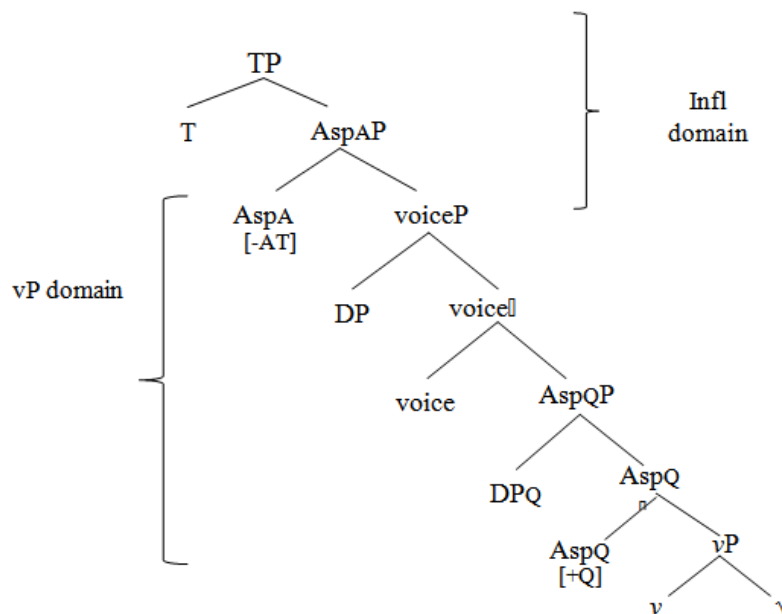 TP
Infl
domain
T AspAP
AspA voiceP
[-AT]
vP domain
DP voice▯
voice AspQP
DPQ AspQ
▯
AspQ vP
[+Q]
v